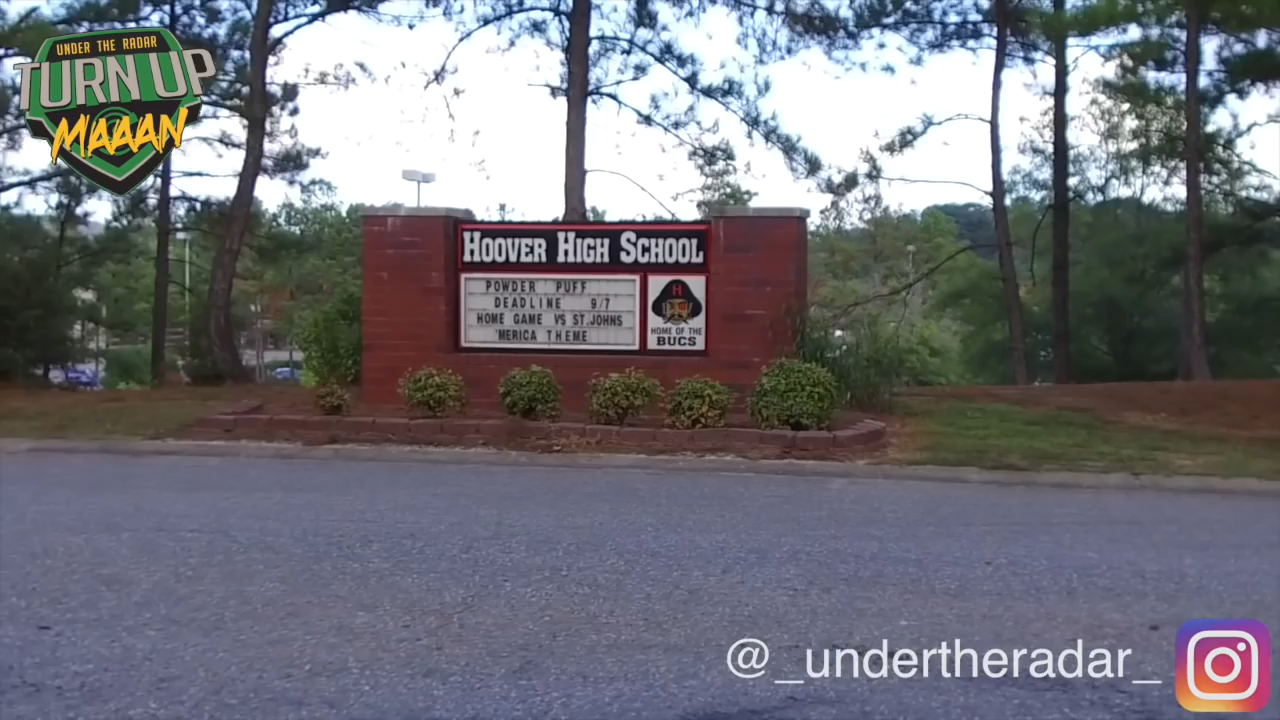 UNDER THE RADAR
TURN UP
MAAAN
HOOVER HIGH SCHOOL
POWDER PUFF
DEADLINE 9/7
HOME GAME VS ST.JOHNS
'MERICA THEME
H
HOME OF THE
BUCS
@_undertheradar_